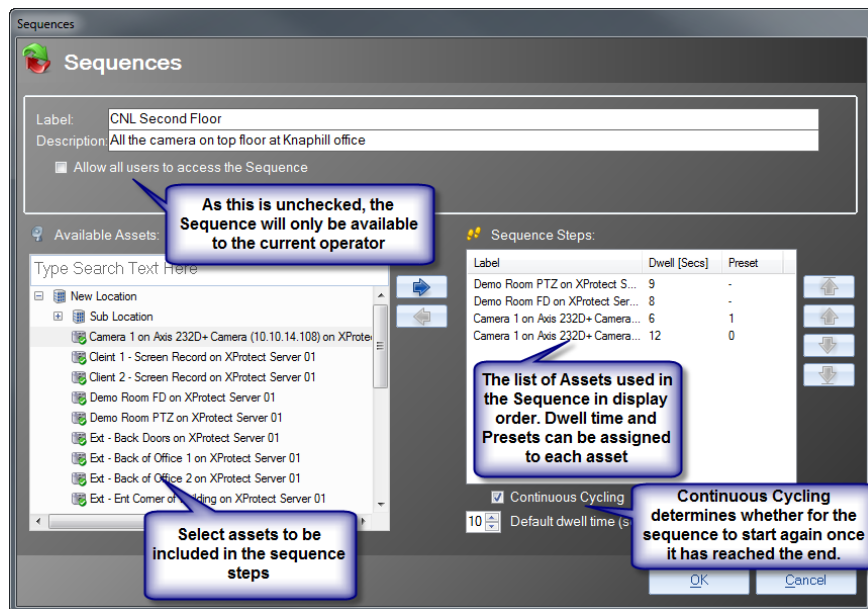 Sequences
Sequences
Label:
CNL Second Floor
Description:
All the camera on top floor at Knaphill office
Allow all users to access the Sequence
As this is unchecked, the
Sequence will only be available
to the current operator
Available Assets:
Type Search Text Here
New Location
Sub Location
Camera 1 on Axis 232D+ Camera (10.10.14.108) on XProte
Cleint 1 - Screen Record on XProtect Server 01
Client 2 - Screen Record on XProtect Server 01
Demo Room FD on XProtect Server 01
Demo Room PTZ on XProtect Server 01
Ext - Back Doors on XProtect Server 01
Ext - Back of Office 1 on XProtect Server 01
Ext - Back of Office 2 on XProtect Server 01
Ext - Ent Corner of Building on XProtect Server 01
Select assets to be
included in the sequence
steps
Sequence Steps:
Label Dwell [Secs] Preset
Demo Room PTZ on XProtect S... 9 -
Demo Room FD on XProtect Ser... 8 -
Camera 1 on Axis 232D+ Camera... 6 1
Camera 1 on Axis 232D+ Camera... 12 0
The list of Assets used in
the Sequence in display
order. Dwell time and
Presets can be assigned
to each asset
Continuous Cycling
10 Default dwell time (s
Continuous Cycling
determines whether for the
sequence to start again once
it has reached the end.
OK
Cancel